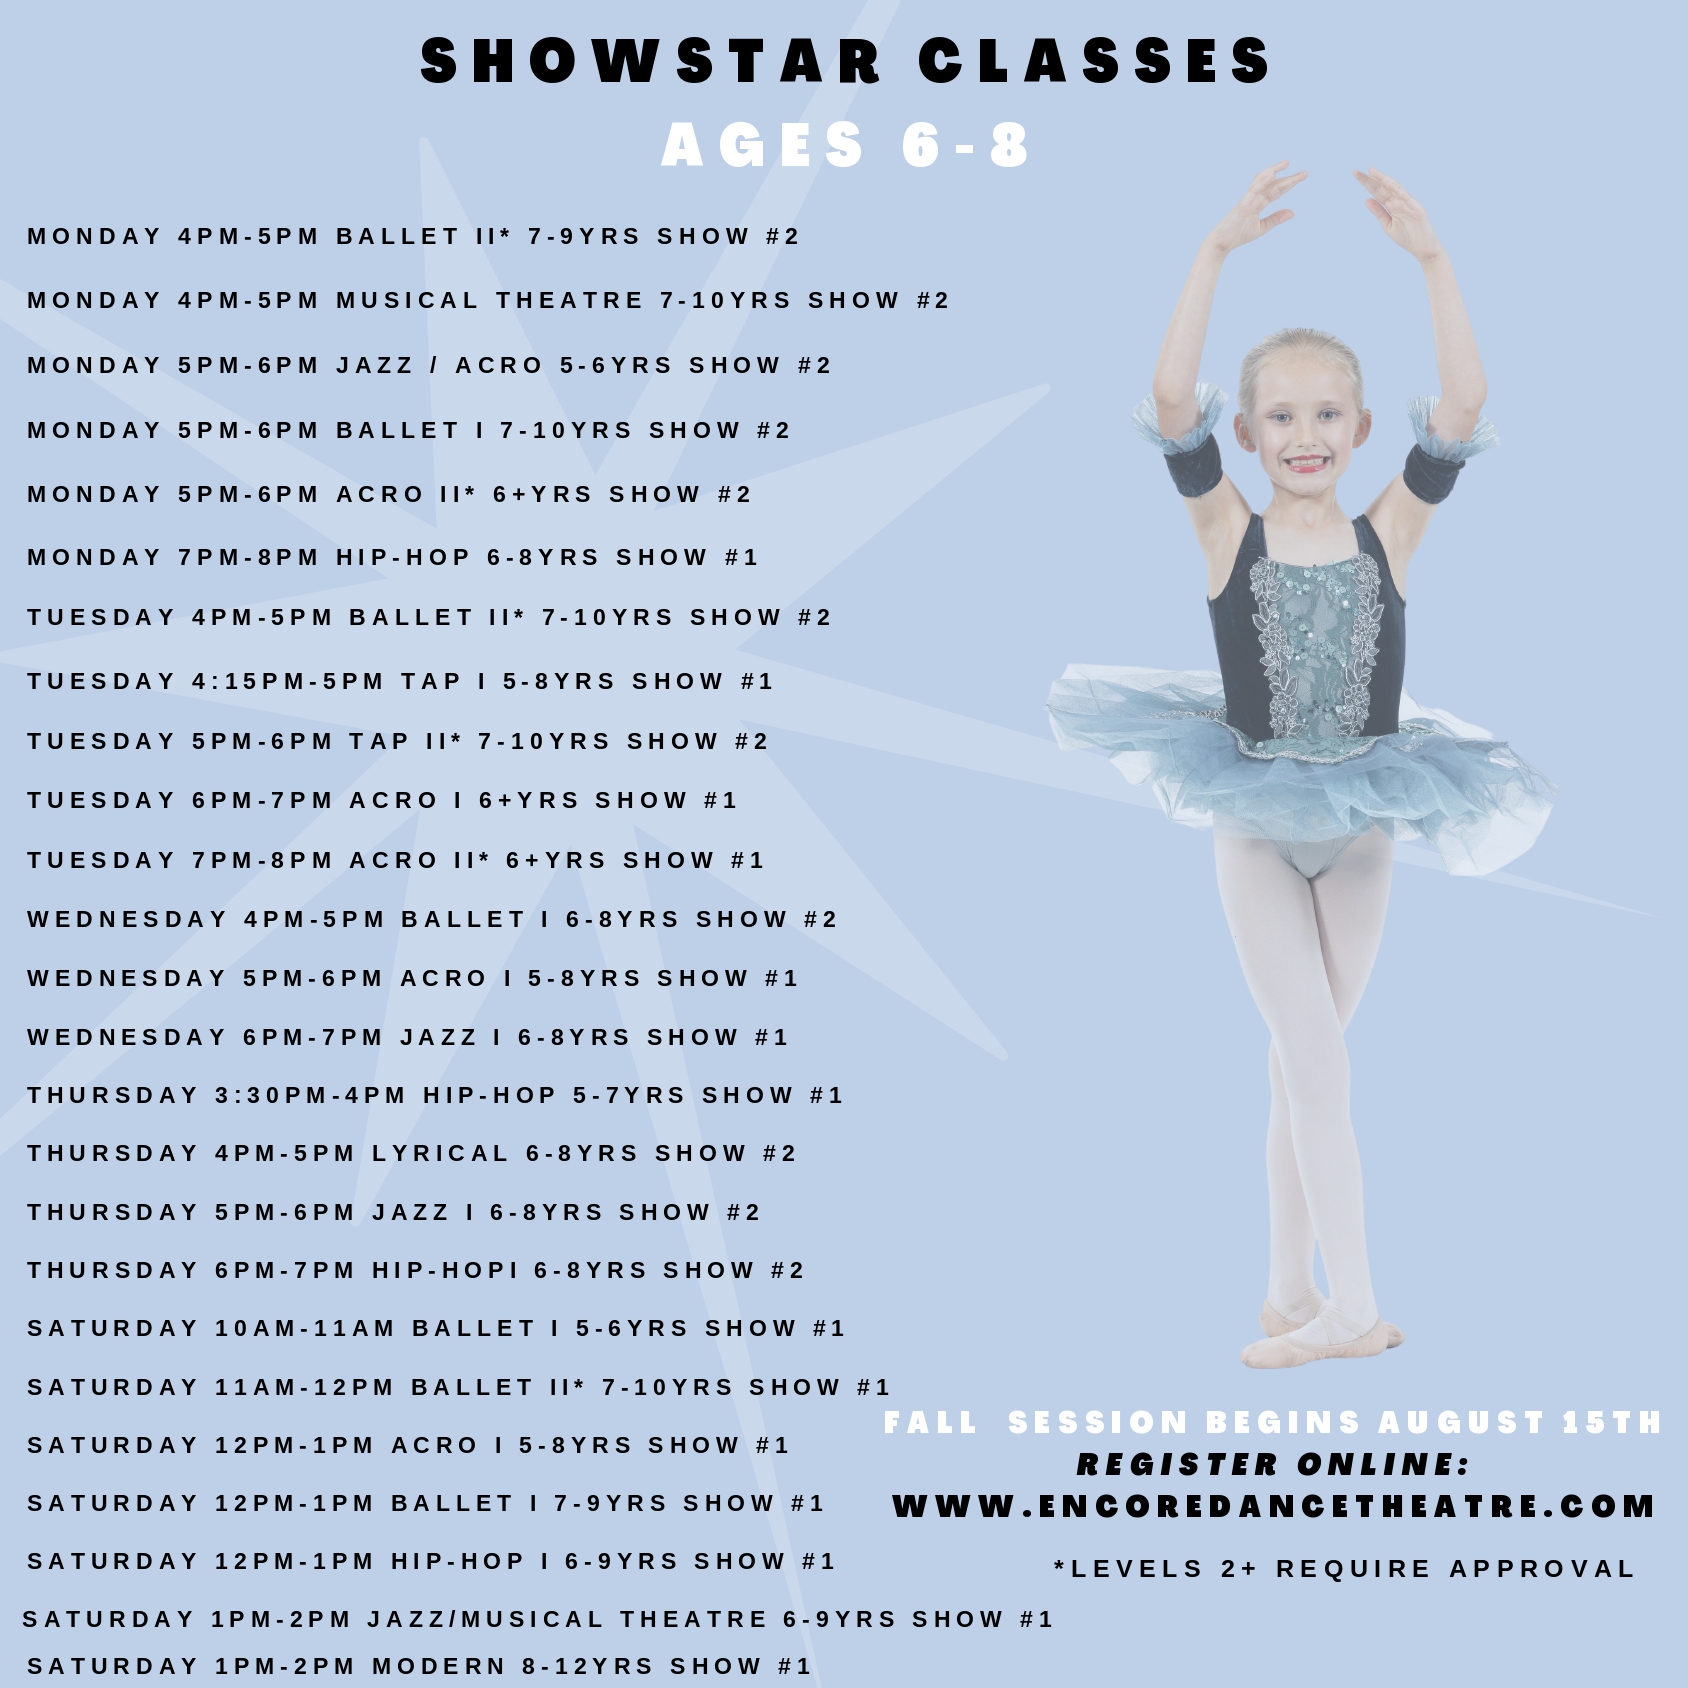 SHOWSTAR CLASSES
AGES 6-8
MONDAY 4PM-5PM BALLET II* 7-9YRS SHOW #2
MONDAY 4PM-5PM MUSICAL THEATRE 7-10YRS SHOW #2
MONDAY 5PM-6PM JAZZ / ACRO 5-6YRS SHOW #2
MONDAY 5PM-6PM BALLET I 7-10YRS SHOW #2
MONDAY 5PM-6PM ACRO II* 6+YRS SHOW #2
MONDAY 7PM-8PM HIP-HOP 6-8YRS SHOW #1
TUESDAY 4PM-5PM BALLET II* 7-10YRS SHOW #2
TUESDAY 4:15PM-5PM TAP I 5-8YRS SHOW #1
TUESDAY 5PM-6PM TAP II* 7-10YRS SHOW #2
TUESDAY 6PM-7PM ACRO I 6+YRS SHOW #1
TUESDAY 7PM-8PM ACRO II* 6+YRS SHOW #1
WEDNESDAY 4PM-5PM BALLET I 6-8YRS SHOW #2
WEDNESDAY 5PM-6PM ACRO I 5-8YRS SHOW #1
WEDNESDAY 6PM-7PM JAZZ I 6-8YRS SHOW #1
THURSDAY 3:30PM-4PM HIP-HOP 5-7YRS SHOW #1
THURSDAY 4PM-5PM LYRICAL 6-8YRS SHOW #2
THURSDAY 5PM-6PM JAZZ I 6-8YRS SHOW #2
THURSDAY 6PM-7PM HIP-HOPI 6-8YRS SHOW #2
SATURDAY 10AM-11AM BALLET I 5-6YRS SHOW #1
SATURDAY 11AM-12PM BALLET II* 7-10YRS SHOW #1
SATURDAY 12PM-1PM ACRO I 5-8YRS SHOW #1
SATURDAY 12PM-1PM BALLET I 7-9YRS SHOW #1
SATURDAY 12PM-1PM HIP-HOP I 6-9YRS SHOW #1
SATURDAY 1PM-2PM JAZZ/MUSICAL THEATRE 6-9YRS SHOW #1
SATURDAY 1PM-2PM MODERN 8-12YRS SHOW #1
FALL SESSION BEGINS AUGUST 15TH
REGISTER ONLINE:
WWW.ENCOREDANCETHEATRE.COM
*LEVELS 2+ REQUIRE APPROVAL